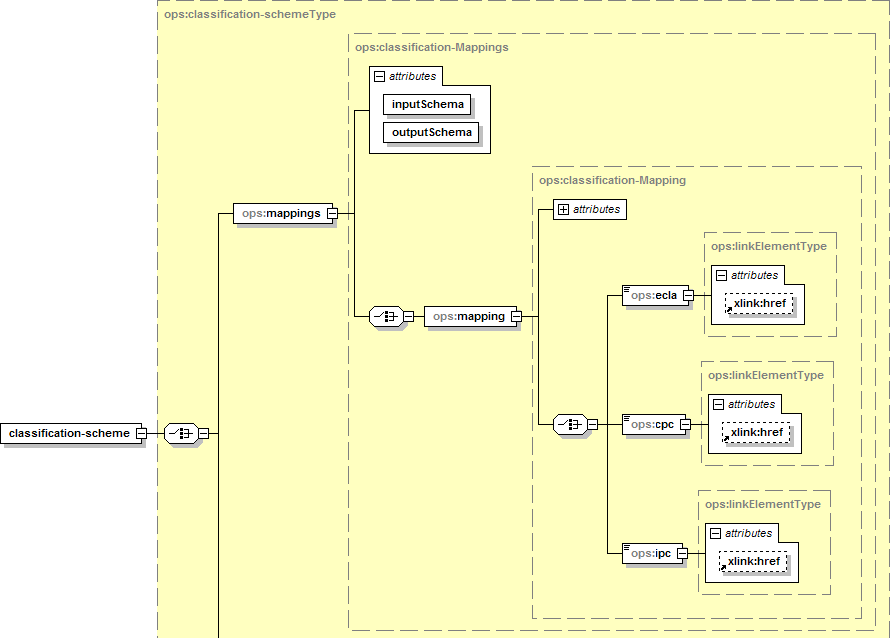 ops:classification-schemeType
ops:classification-Mappings
attributes
inputSchema
outputSchema
ops:classification-Mapping
ops:mappings
attributes
ops:linkElementType
attributes
ops:ecla
xlink:href
ops:mapping
ops:linkElementType
attributes
classification-scheme
ops:cpc
xlink:href
ops:linkElementType
attributes
ops:ipc
xlink:href